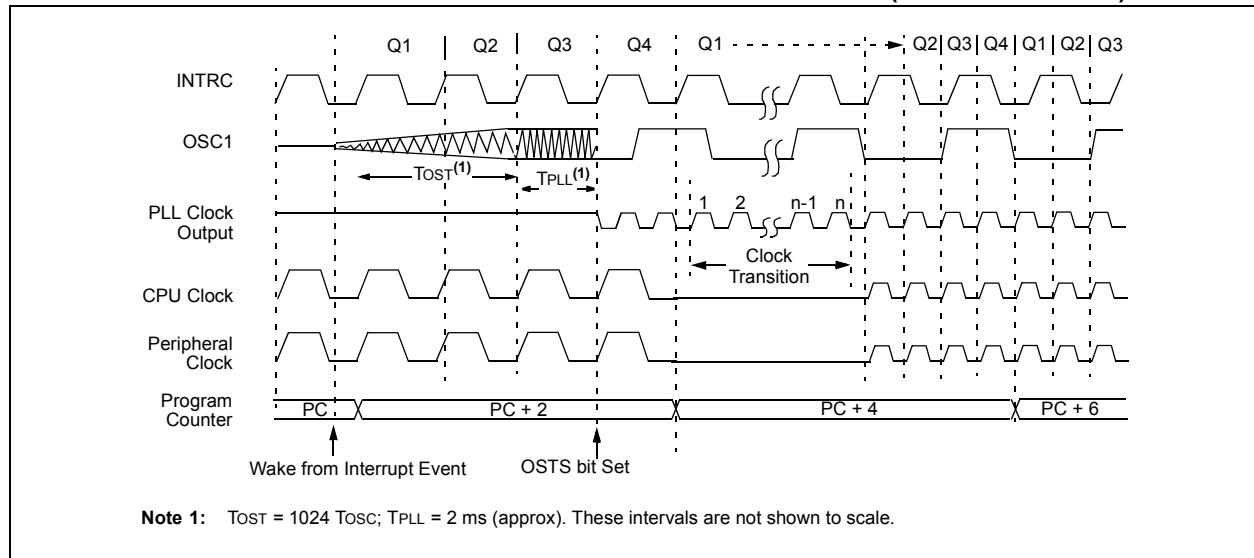 Q1 Q2 Q3 Q4 Q1 Q2 Q3 Q4 Q1 Q2 Q3
INTRC
OSC1
TOST(1) TPLL(1)
PLL Clock Output
1 2 n-1 n
Clock Transition
CPU Clock
Peripheral Clock
Program Counter
PC PC + 2 PC + 4 PC + 6
Wake from Interrupt Event OSTS bit Set
Note 1: TOST = 1024 TOSC; TPLL = 2 ms (approx). These intervals are not shown to scale.